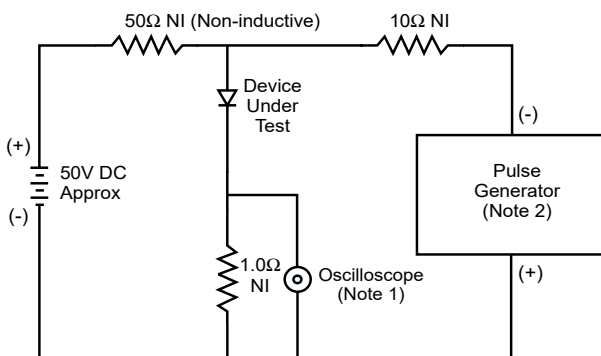 50Ω NI (Non-inductive)
10Ω NI
Device
Under
Test
(-)
(+)
50V DC
Approx
(-)
Pulse
Generator
(Note 2)
1.0Ω
NI
Oscilloscope
(Note 1)
(+)